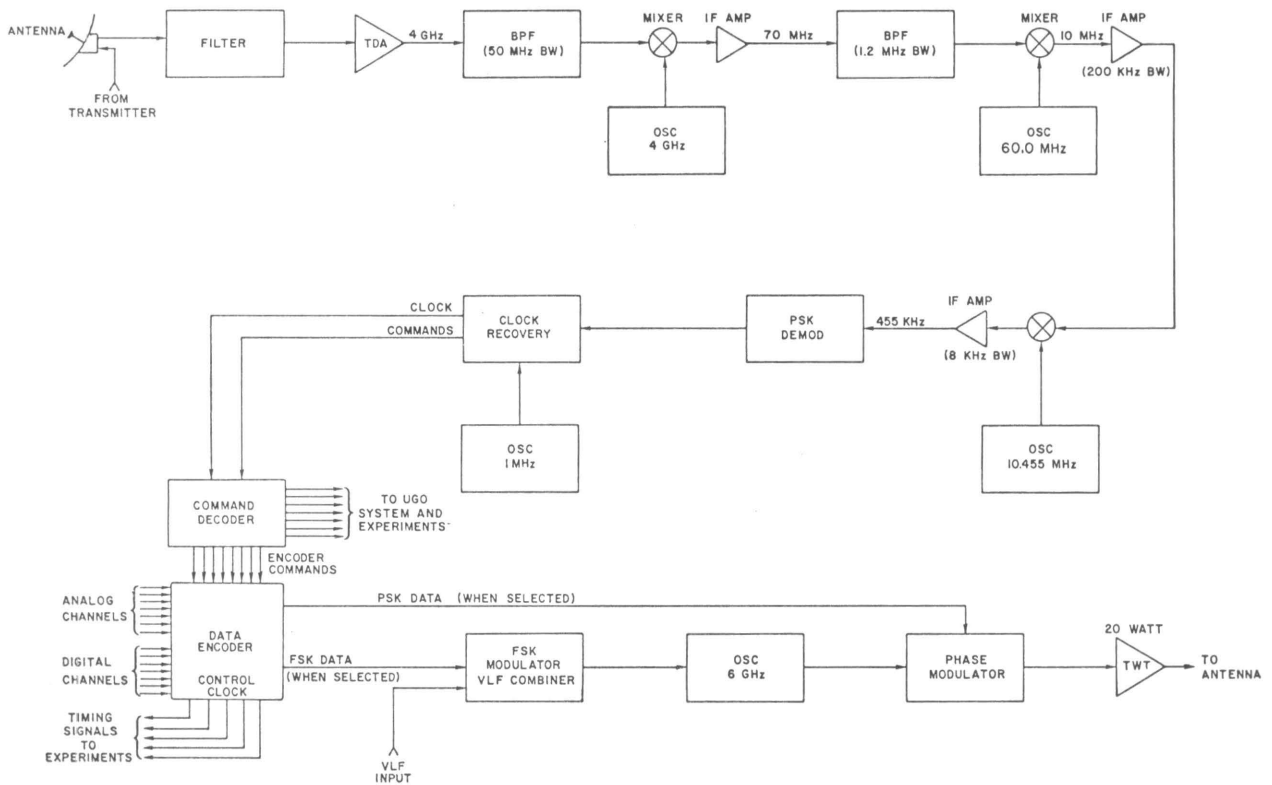 ANTENNA
FROM
TRANSMITTER
FILTER
TDA
4 GHz
BPF
(50 MHz BW)
MIXER
IF AMP
70 MHz
OSC
4 GHz
BPF
(1.2 MHz BW)
MIXER
10 MHz
IF AMP
(200 KHz BW)
OSC
60.0 MHz
CLOCK
COMMANDS
CLOCK
RECOVERY
PSK
DEMOD
455 KHz
IF AMP
(8 KHz BW)
OSC
1 MHz
OSC
10.455 MHz
COMMAND
DECODER
TO UGO
SYSTEM AND
EXPERIMENTS
ENCODER
COMMANDS
ANALOG
CHANNELS
DIGITAL
CHANNELS
DATA
ENCODER
CONTROL
CLOCK
TIMING
SIGNALS
TO
EXPERIMENTS
PSK DATA (WHEN SELECTED)
FSK DATA
(WHEN SELECTED)
FSK
MODULATOR
VLF COMBINER
VLF
INPUT
OSC
6 GHz
PHASE
MODULATOR
20 WATT
TWT
TO
ANTENNA